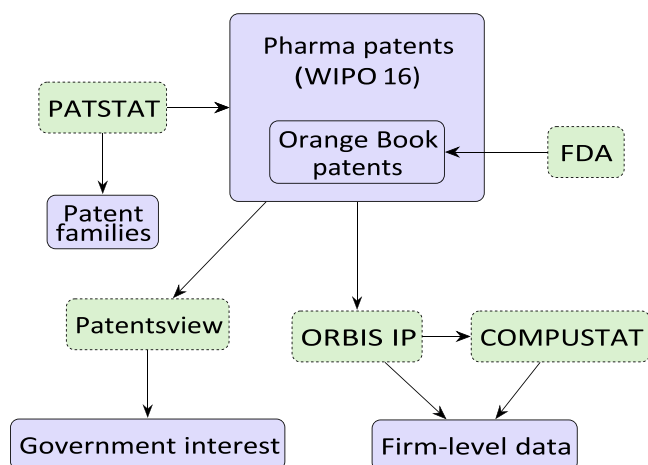 Pharma patents
(WIPO 16)
PATSTAT
Orange Book
patents
FDA
Patent
families
Patentsview
ORBIS IP
COMPUSTAT
Government interest
Firm-level data